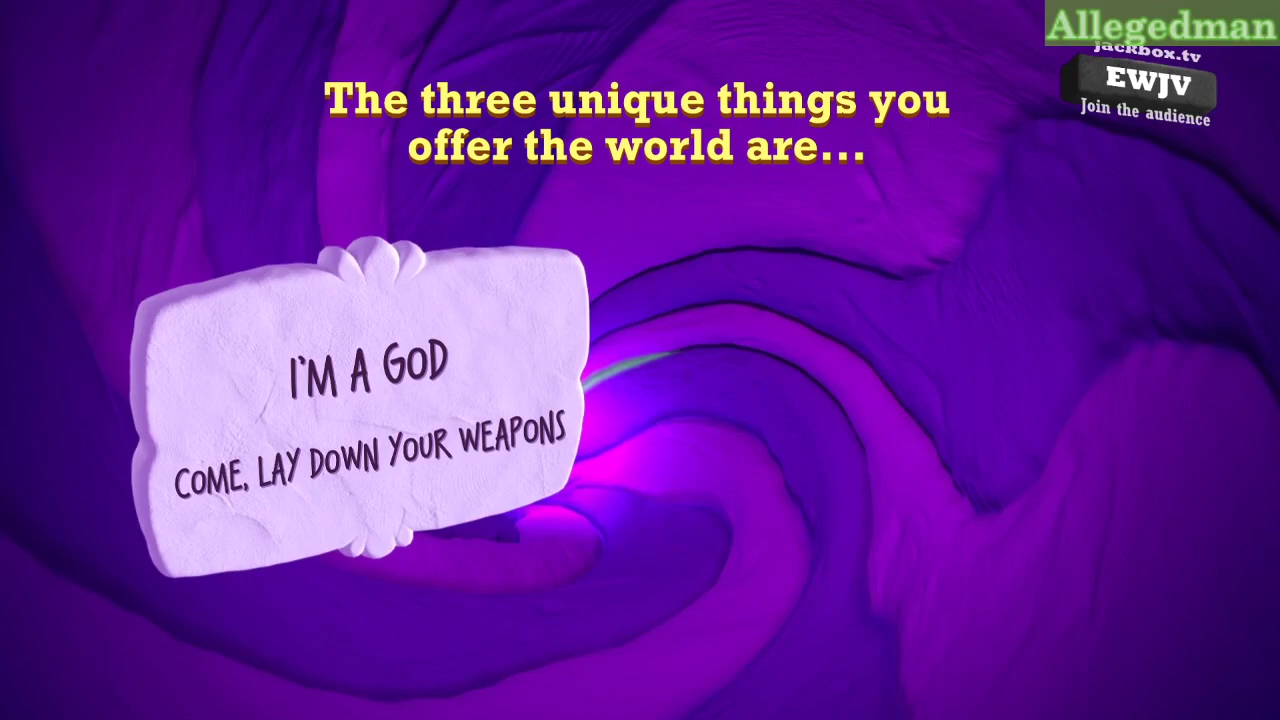 Allegedman
jackbox.tv
EWJV
Join the audience
The three unique things you
offer the world are...
I'M A GOD
COME, LAY DOWN YOUR WEAPONS